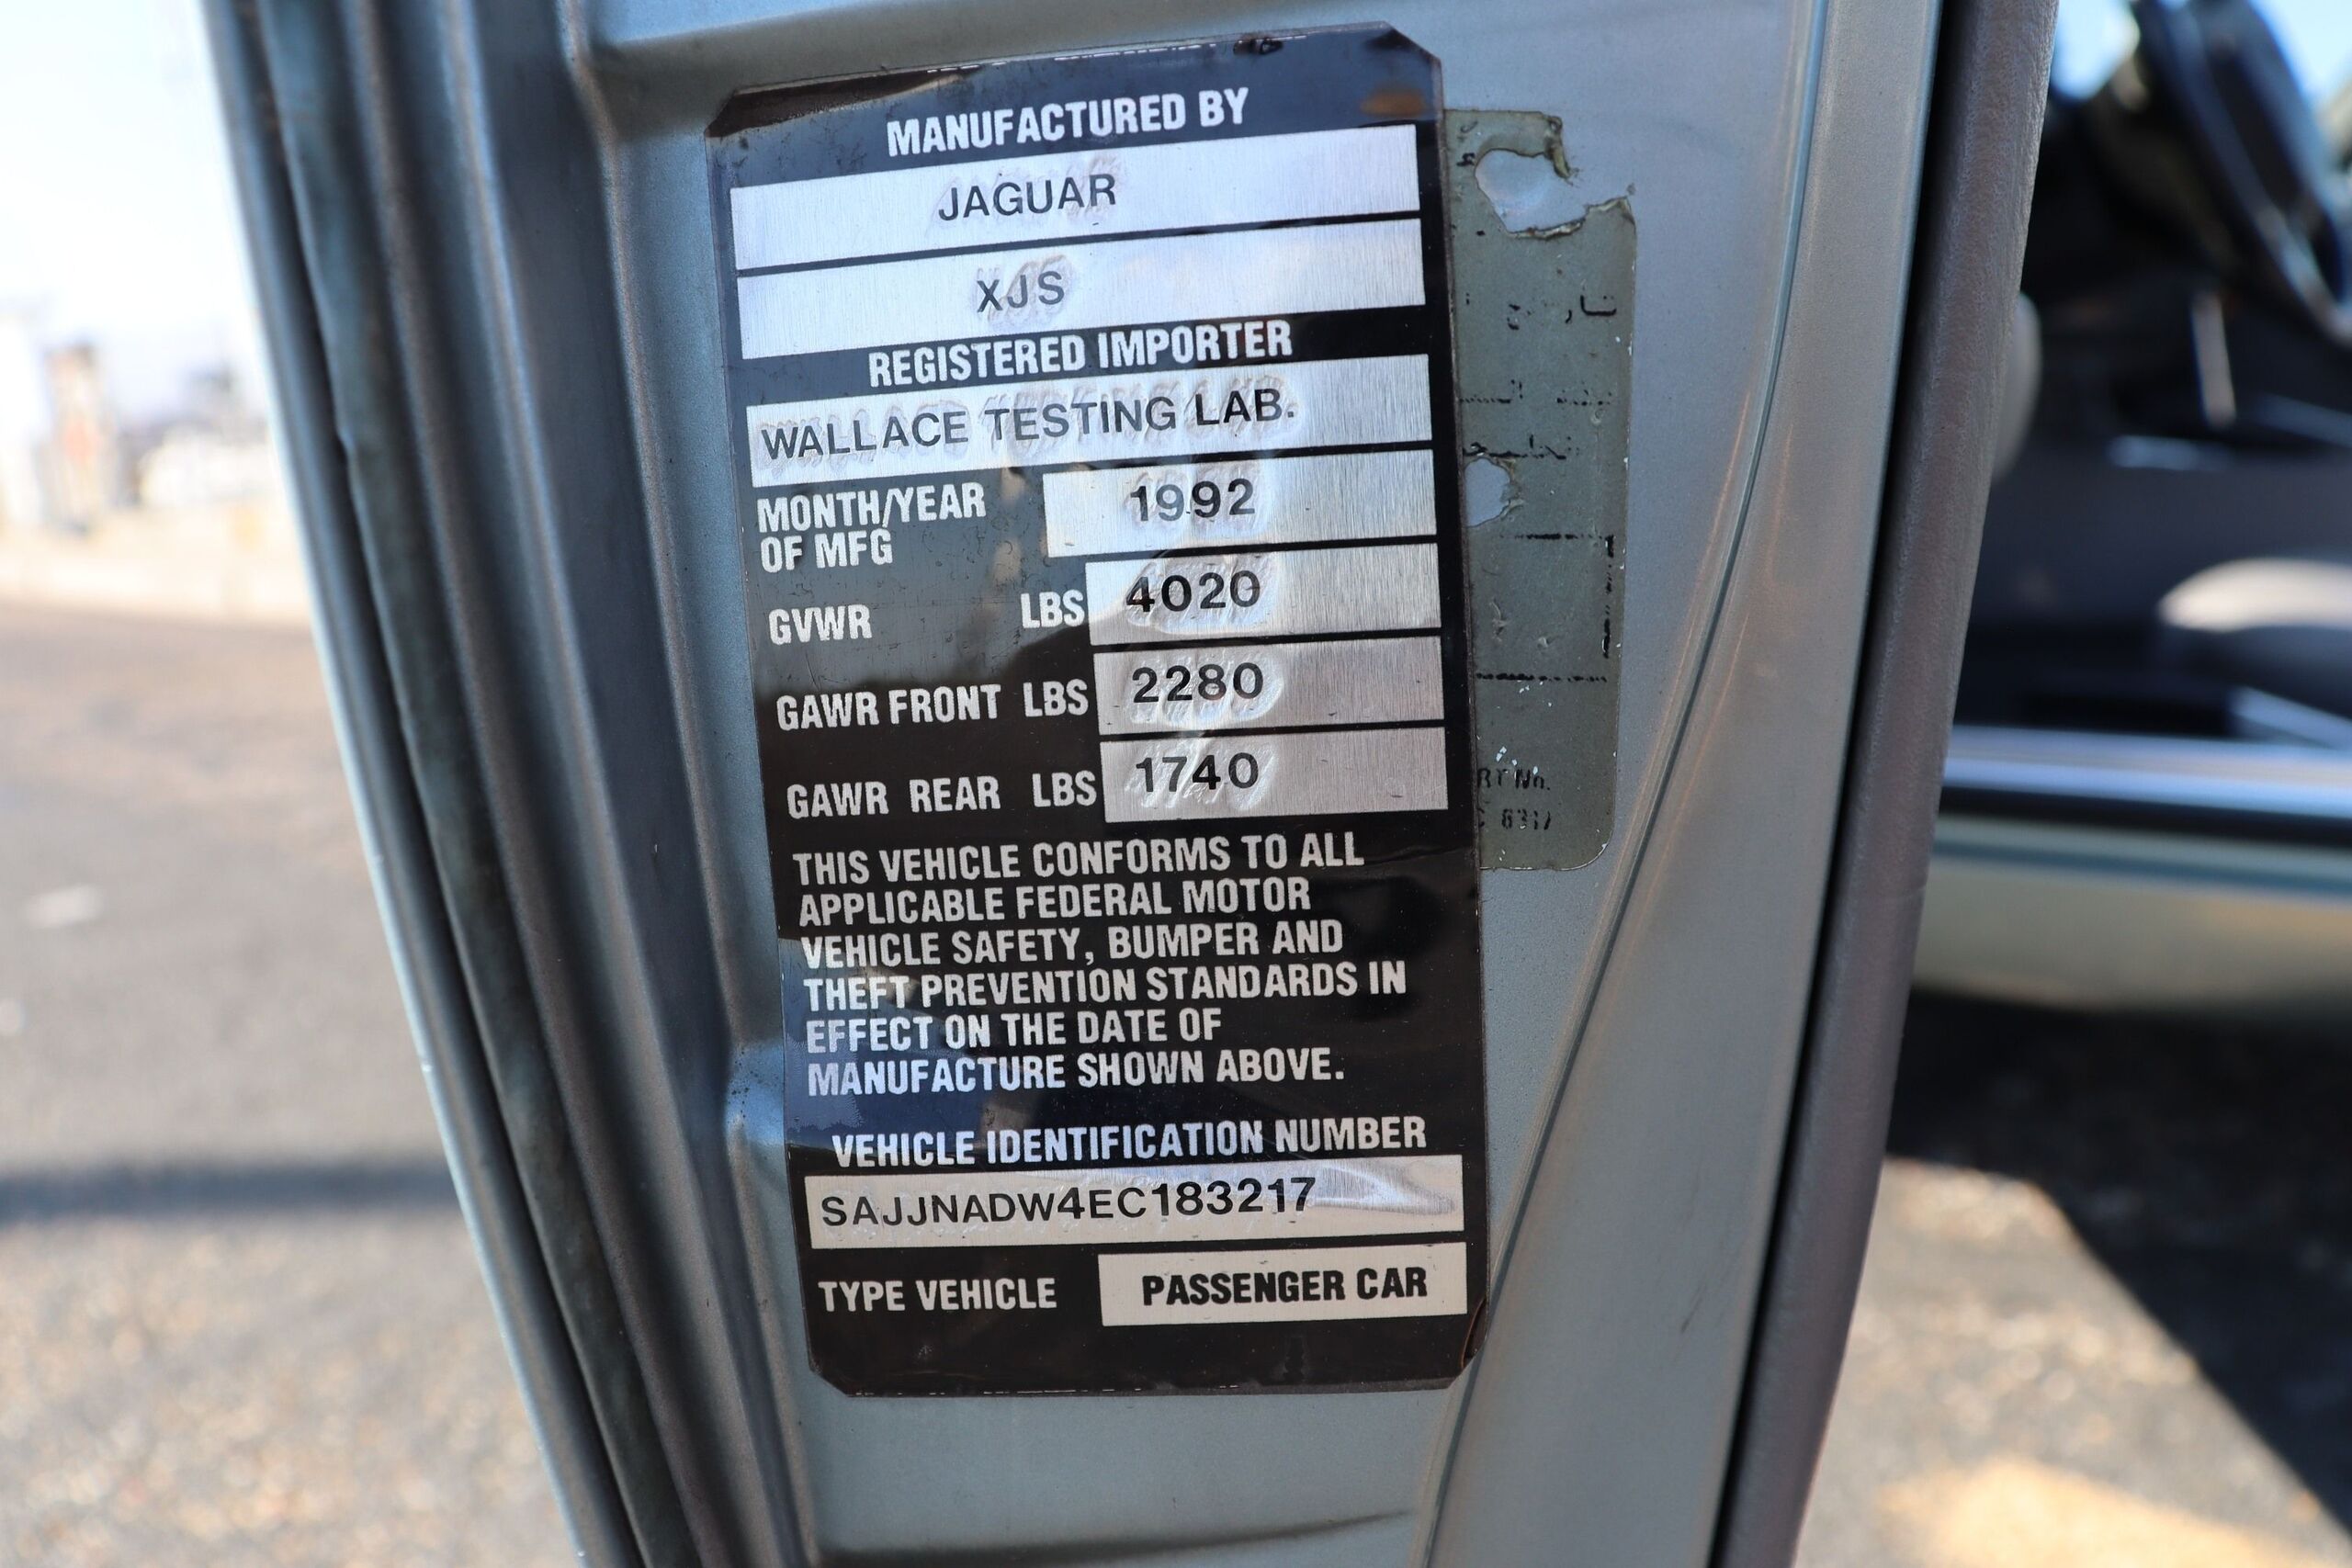 MANUFACTURED BY
JAGUAR
XJS
REGISTERED IMPORTER
WALLACE TESTING LAB.
MONTH/YEAR
OF MFG
1992
GVWR LBS 4020
GAWR FRONT LBS 2280
GAWR REAR LBS 1740
THIS VEHICLE CONFORMS TO ALL
APPLICABLE FEDERAL MOTOR
VEHICLE SAFETY, BUMPER AND
THEFT PREVENTION STANDARDS IN
EFFECT ON THE DATE OF
MANUFACTURE SHOWN ABOVE.
VEHICLE IDENTIFICATION NUMBER
SAJJNADW4EC183217
TYPE VEHICLE PASSENGER CAR
No.